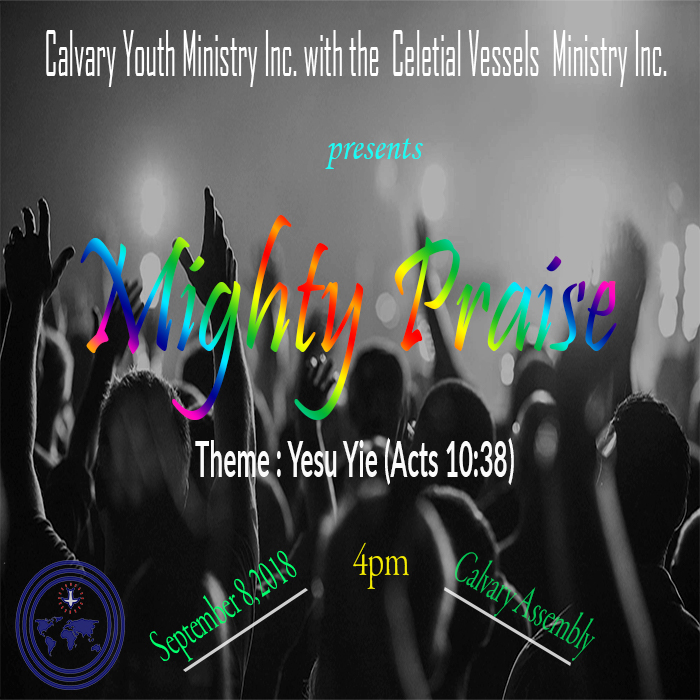 Calvary Youth Ministry Inc. with the Celetial Vessels Ministry Inc.
presents
Mighty Praise
Theme : Yesu Yie (Acts 10:38)
September 8,2018
4pm
Calvary Assembly